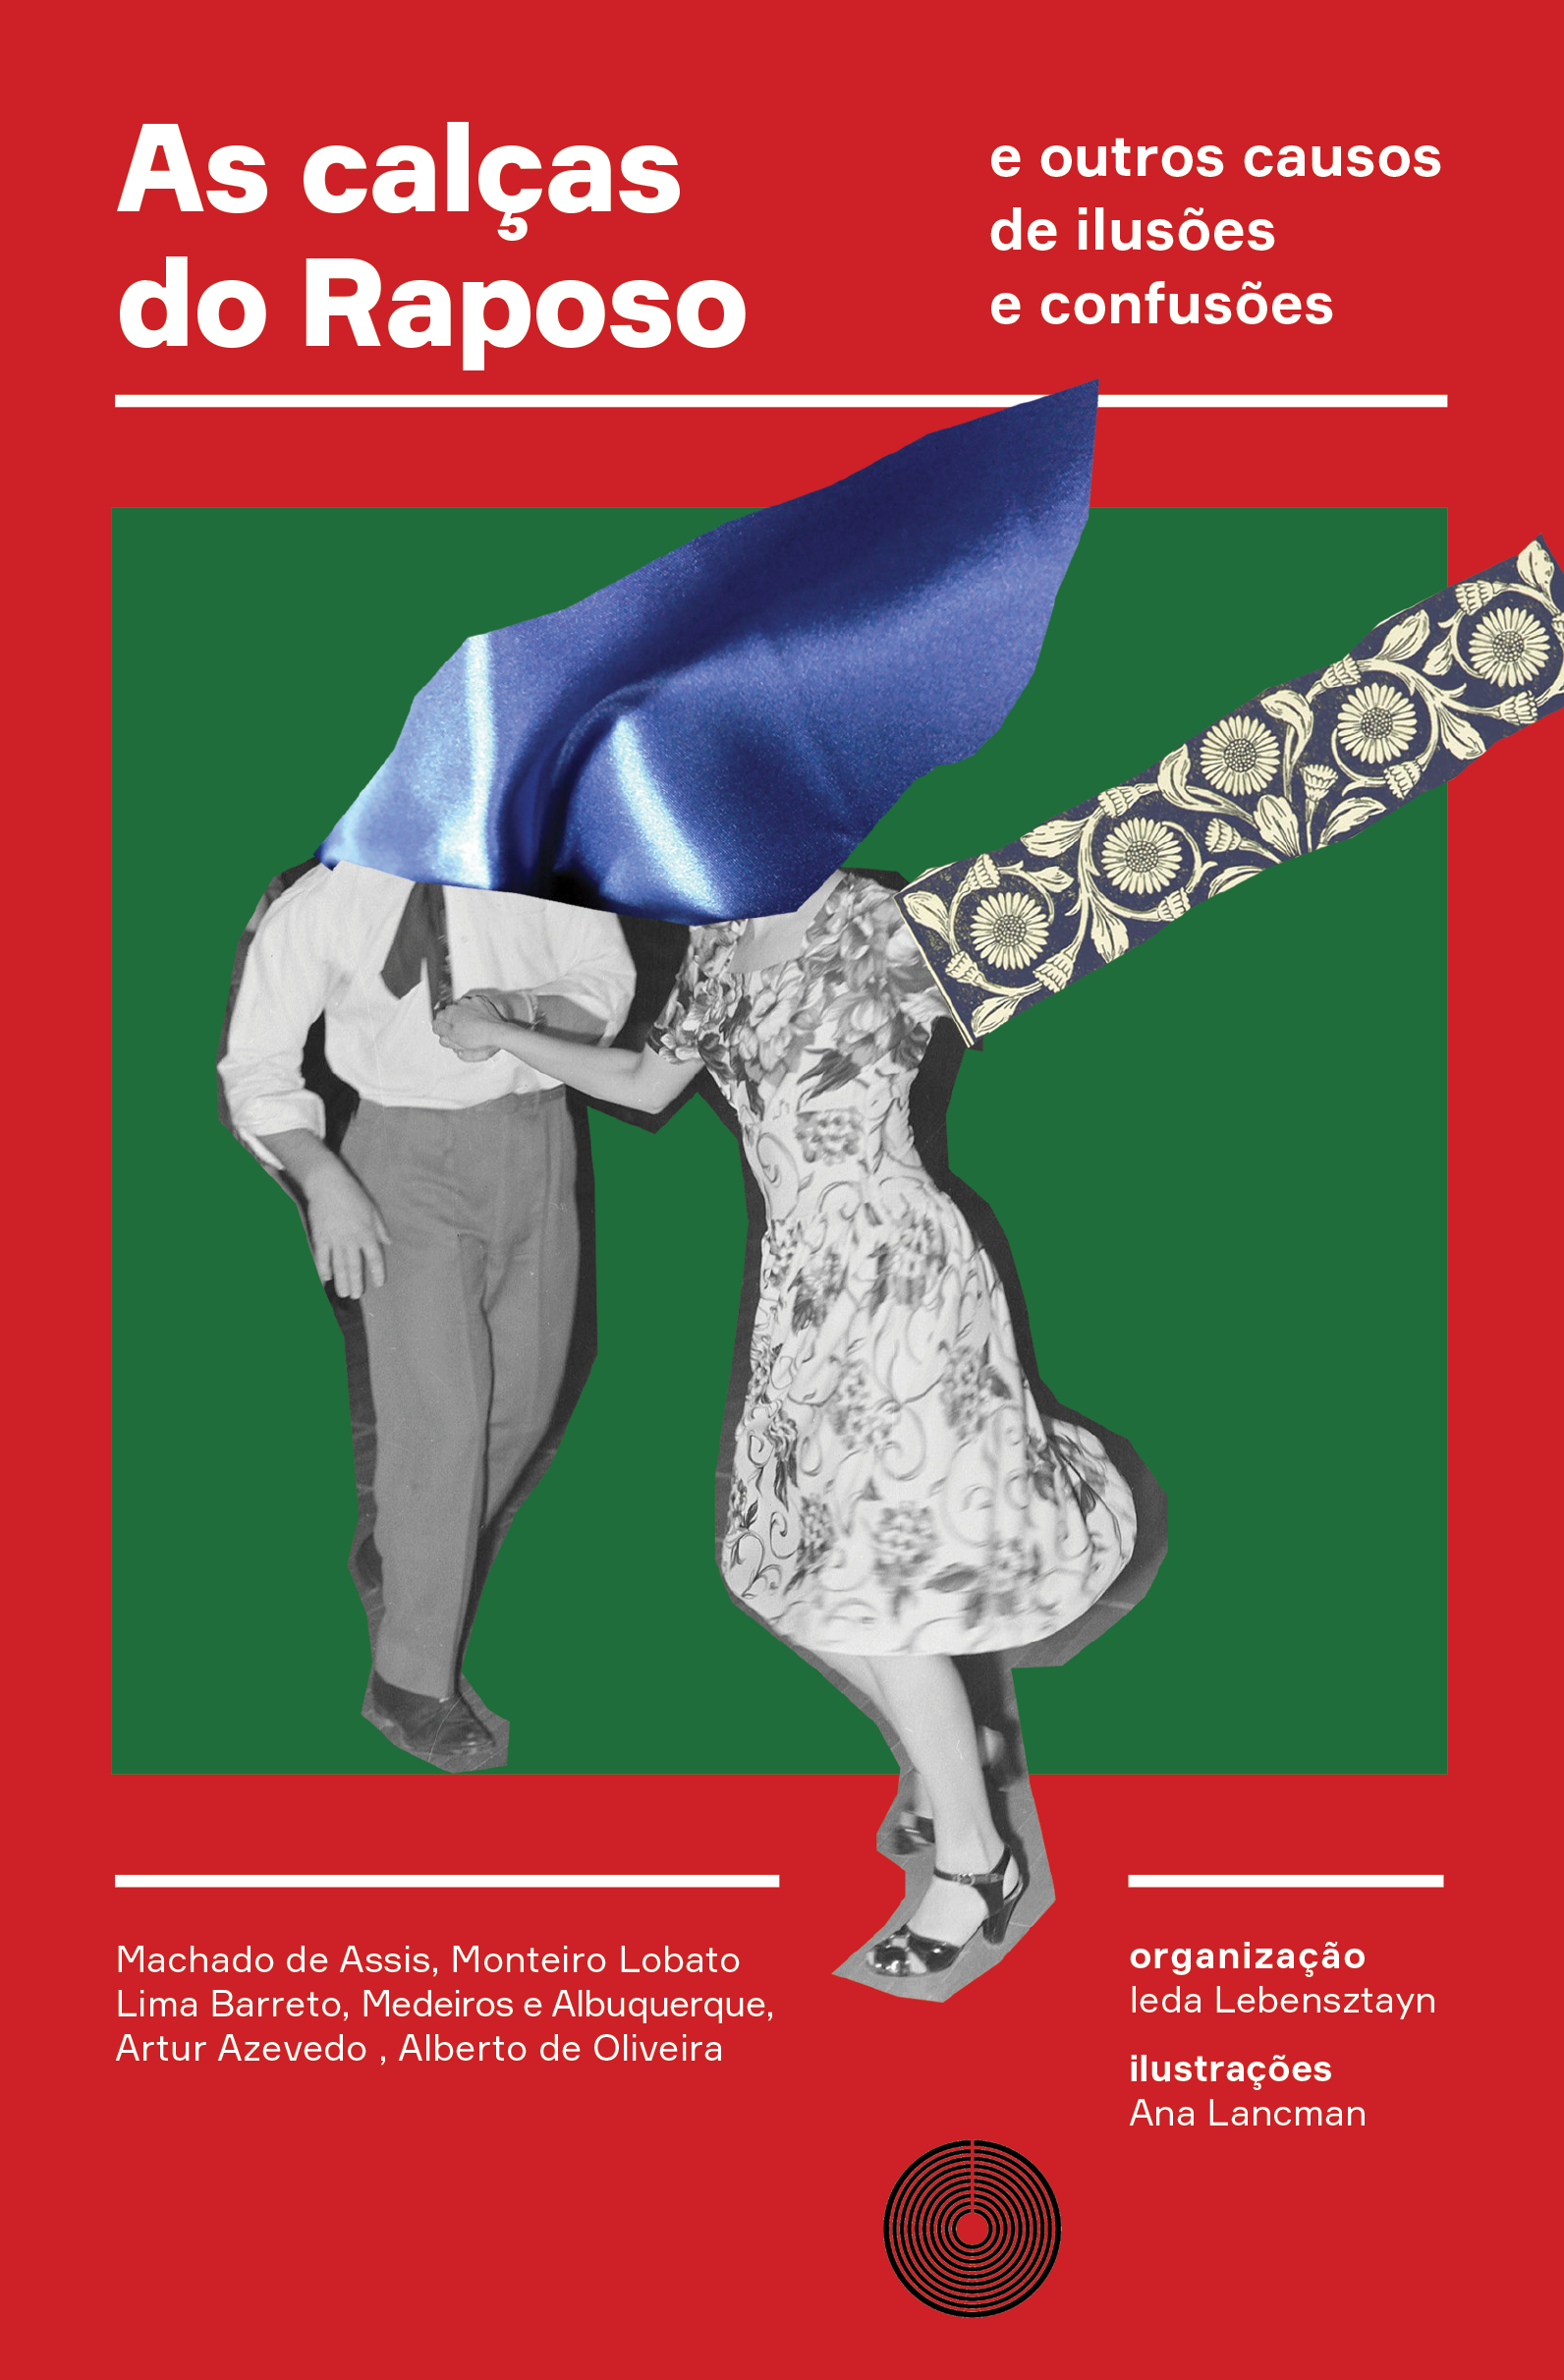 As calças
do Raposo
e outros causos
de ilusões
e confusões
Machado de Assis, Monteiro Lobato
Lima Barreto, Medeiros e Albuquerque,
Artur Azevedo , Alberto de Oliveira
organização
Ieda Lebensztayn
ilustrações
Ana Lancman